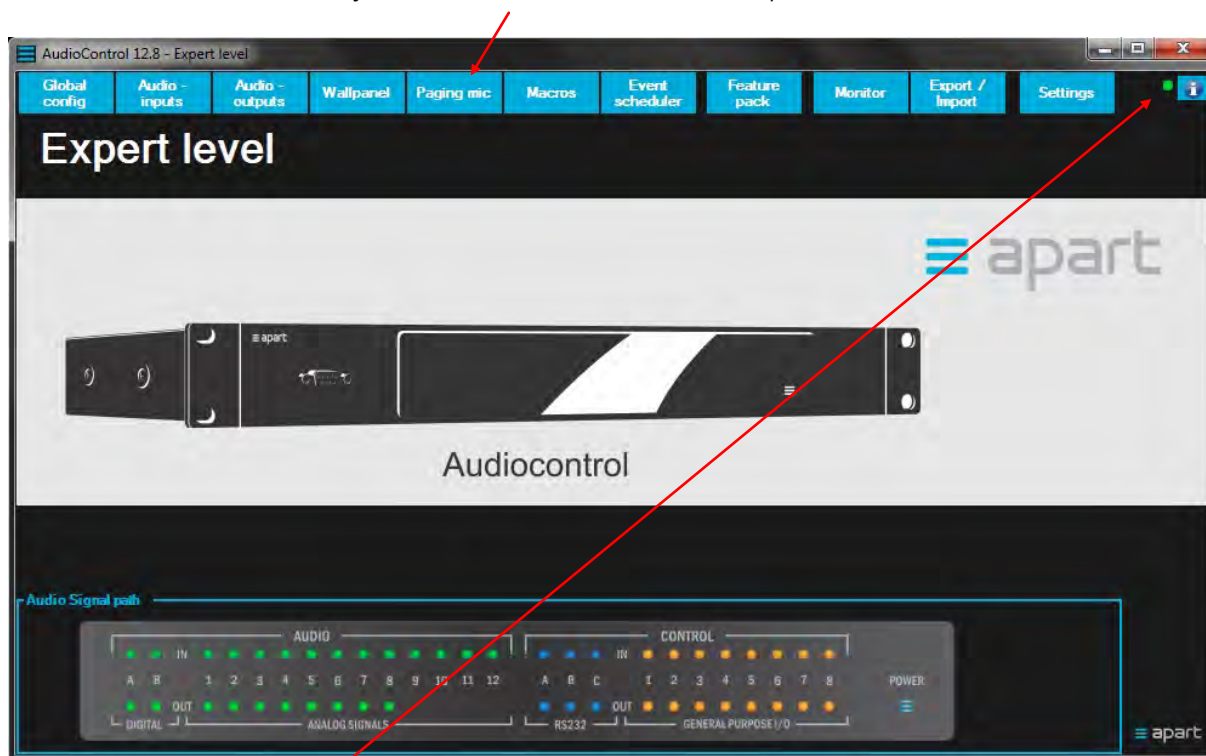 AudioControl 12.8 - Expert level
Global config
Audio - inputs
Audio - outputs
Wallpanel
Paging mic
Macros
Event scheduler
Feature pack
Monitor
Export / Import
Settings
Expert level
apart
apart
Audiocontrol
Audio Signal path
AUDIO CONTROL
IN IN
A B 1 2 3 4 5 6 7 8 9 10 11 12 A B C 1 2 3 4 5 6 7 8 POWER
OUT OUT
DIGITAL ANALOG SIGNALS RS232 GENERAL PURPOSE I/O
apart